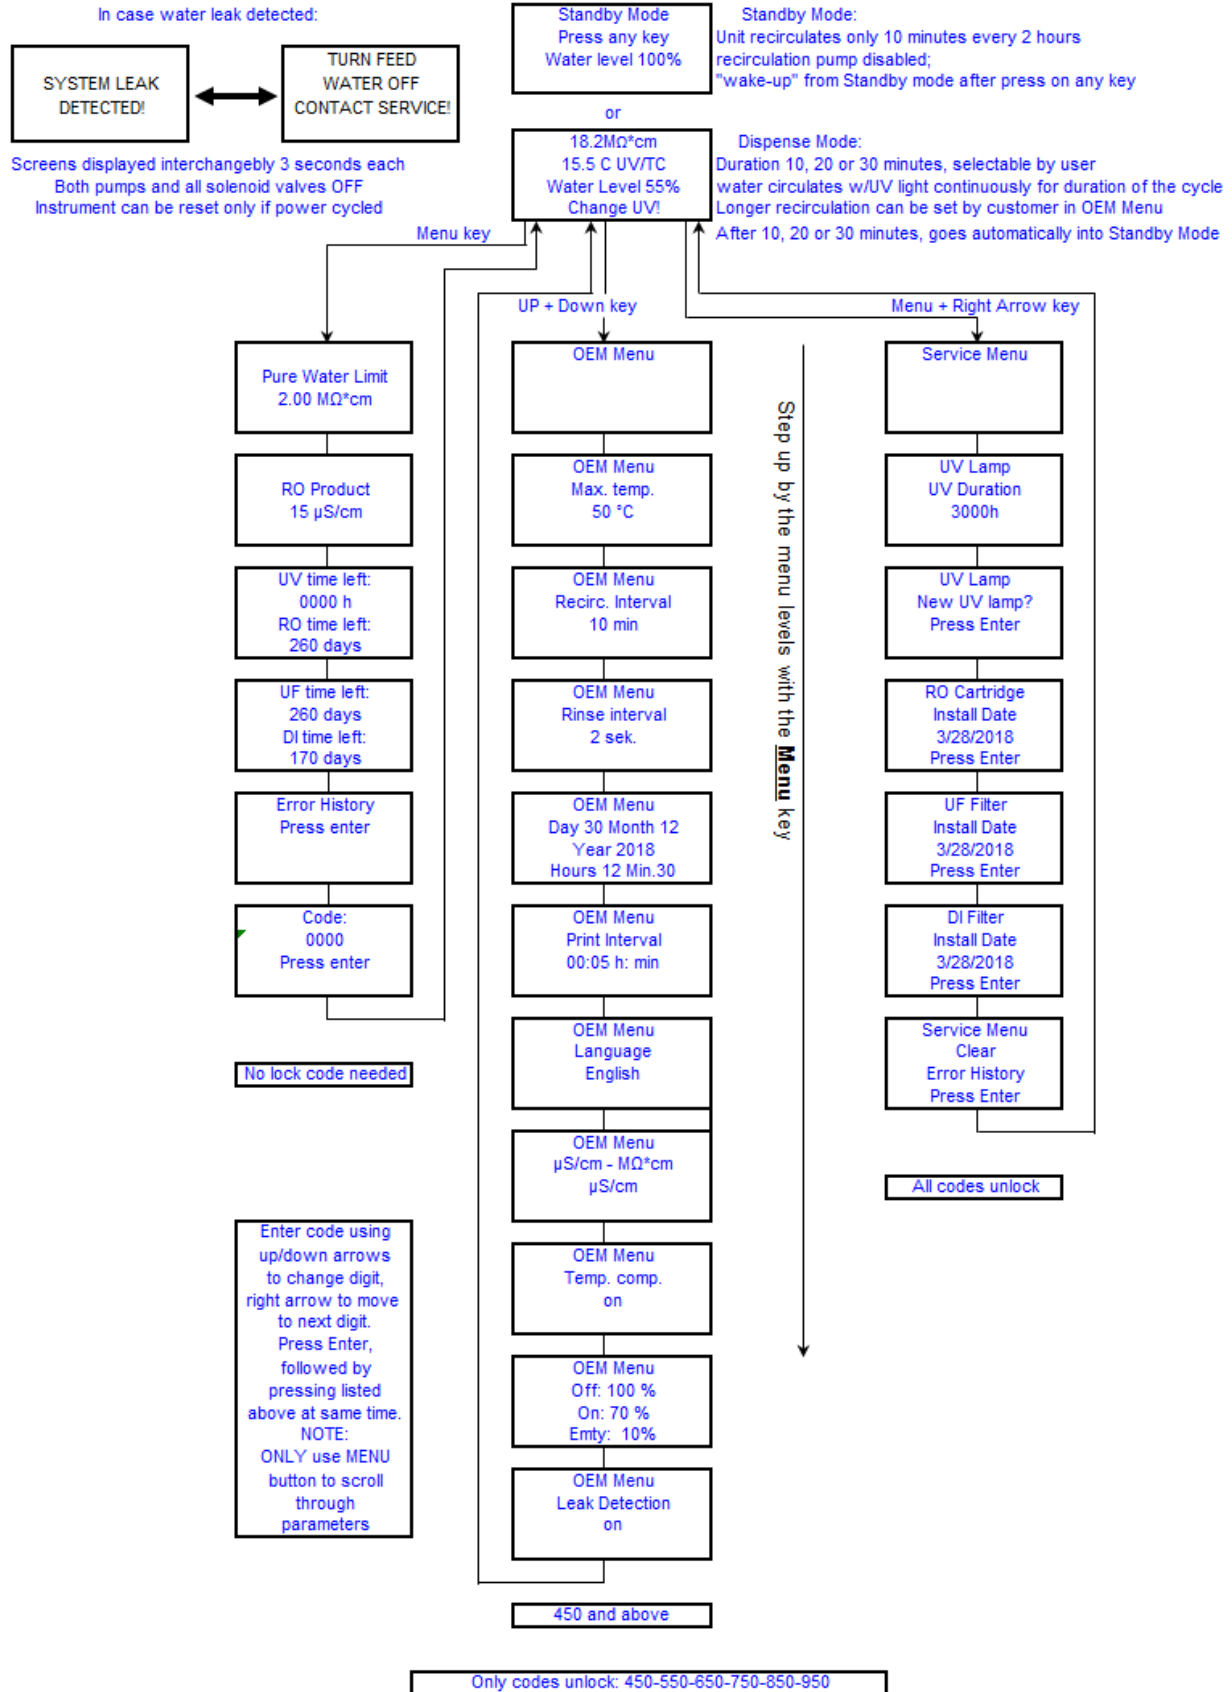 In case water leak detected:
SYSTEM LEAK
DETECTED!
TURN FEED
WATER OFF
CONTACT SERVICE!
Screens displayed interchangebly 3 seconds each
Both pumps and all solenoid valves OFF
Instrument can be reset only if power cycled
Standby Mode
Press any key
Water level 100%
Standby Mode:
Unit recirculates only 10 minutes every 2 hours
recirculation pump disabled;
"wake-up" from Standby mode after press on any key
or
18.2MΩ*cm
15.5 C UV/TC
Water Level 55%
Change UV!
Dispense Mode:
Duration 10, 20 or 30 minutes, selectable by user
water circulates w/UV light continuously for duration of the cycle
Longer recirculation can be set by customer in OEM Menu
After 10, 20 or 30 minutes, goes automatically into Standby Mode
Menu key
UP + Down key
Menu + Right Arrow key
Pure Water Limit
2.00 MΩ*cm
RO Product
15 µS/cm
UV time left:
0000 h
RO time left:
260 days
UF time left:
260 days
DI time left:
170 days
Error History
Press enter
Code:
0000
Press enter
No lock code needed
Enter code using
up/down arrows
to change digit,
right arrow to move
to next digit.
Press Enter,
followed by
pressing listed
above at same time.
NOTE:
ONLY use MENU
button to scroll
through
parameters
OEM Menu
OEM Menu
Max. temp.
50 °C
OEM Menu
Recirc. Interval
10 min
OEM Menu
Rinse interval
2 sek.
OEM Menu
Day 30 Month 12
Year 2018
Hours 12 Min.30
OEM Menu
Print Interval
00:05 h: min
OEM Menu
Language
English
OEM Menu
µS/cm - MΩ*cm
µS/cm
OEM Menu
Temp. comp.
on
OEM Menu
Off: 100 %
On: 70 %
Emty: 10%
OEM Menu
Leak Detection
on
450 and above
Step up by the menu levels with the Menu key
Service Menu
UV Lamp
UV Duration
3000h
UV Lamp
New UV lamp?
Press Enter
RO Cartridge
Install Date
3/28/2018
Press Enter
UF Filter
Install Date
3/28/2018
Press Enter
DI Filter
Install Date
3/28/2018
Press Enter
Service Menu
Clear
Error History
Press Enter
All codes unlock
Only codes unlock: 450-550-650-750-850-950